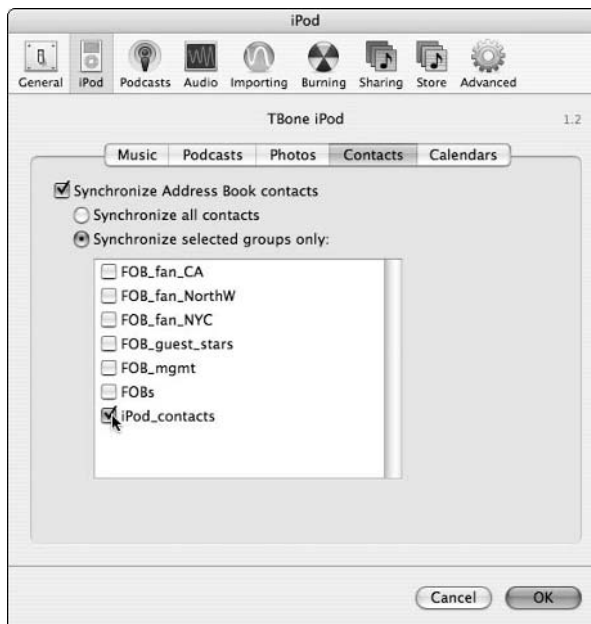 iPod
General iPod Podcasts Audio Importing Burning Sharing Store Advanced
TBone iPod 1.2
Music Podcasts Photos Contacts Calendars
Synchronize Address Book contacts
Synchronize all contacts
Synchronize selected groups only:
FOB_fan_CA
FOB_fan_NorthW
FOB_fan_NYC
FOB_guest_stars
FOB_mgmt
FOBs
iPod_contacts
Cancel OK